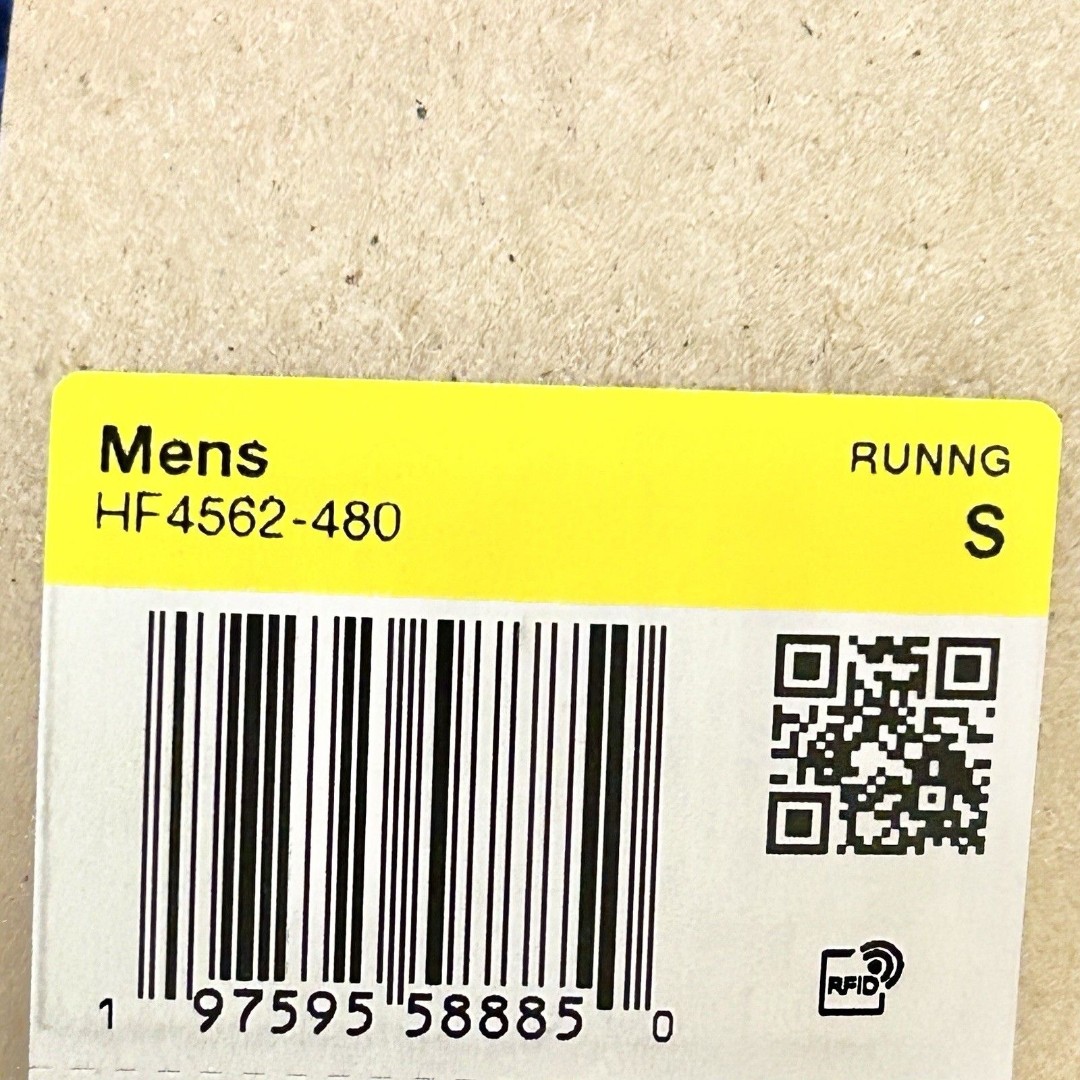 Mens
HF4562-480
RUNNG
S
1 97595 58885 0
RFID